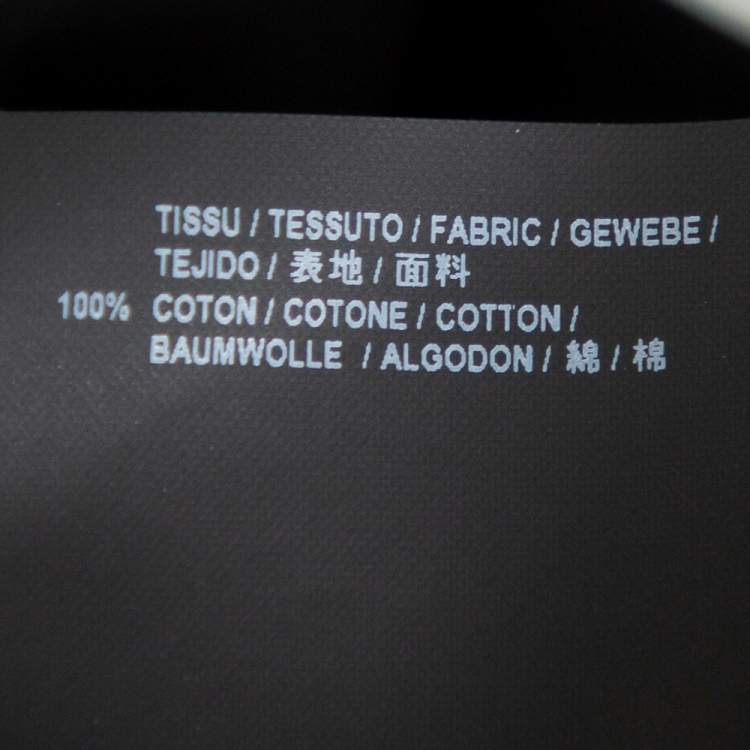 TISSU / TESSUTO / FABRIC / GEWEBE /
TEJIDO / 表地 / 面料
100% COTON / COTONE / COTTON /
BAUMWOLLE / ALGODON / 綿 / 棉